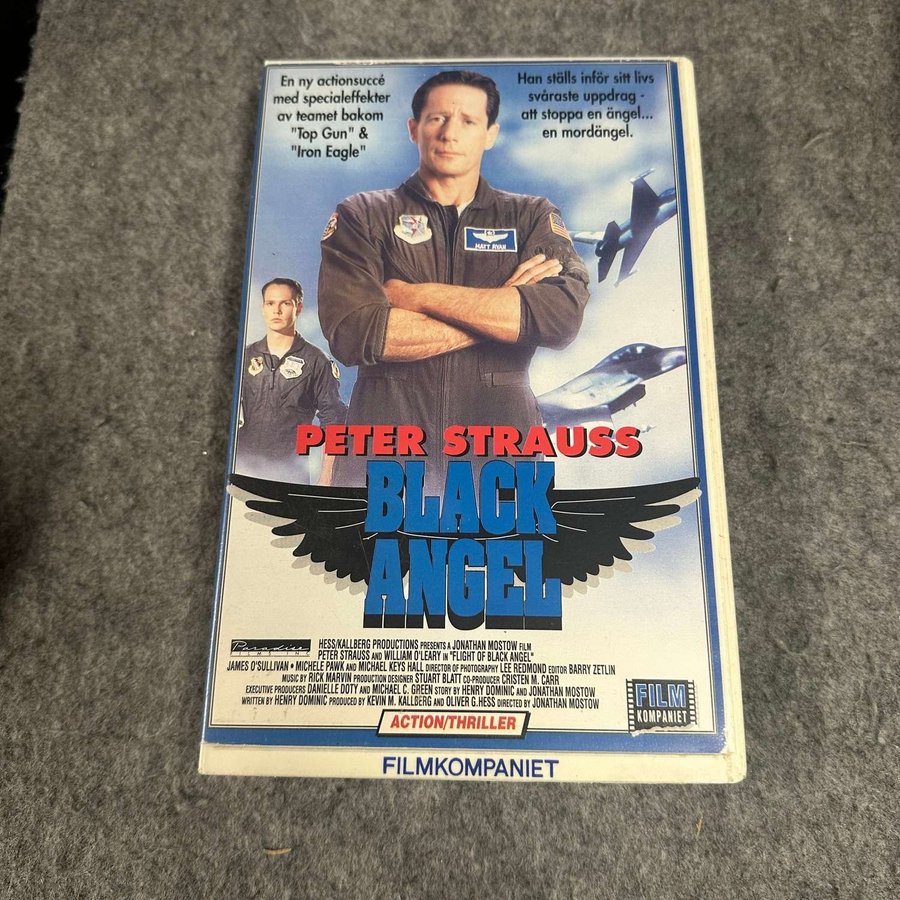 En ny actionsuccé
med specialeffekter
av teamet bakom
"Top Gun" &
"Iron Eagle"
Han ställs inför sitt livs
svåraste uppdrag -
att stoppa en ängel...
en mordängel.
MATT RYAN
PETER STRAUSS
BLACK
ANGEL
Paradise
FILMS INC
HESS/KALLBERG PRODUCTIONS PRESENTS A JONATHAN MOSTOW FILM
PETER STRAUSS AND WILLIAM O'LEARY IN "FLIGHT OF BLACK ANGEL"
JAMES O'SULLIVAN • MICHELE PAWK AND MICHAEL KEYS HALL DIRECTOR OF PHOTOGRAPHY LEE REDMOND EDITOR BARRY ZETLIN
MUSIC BY RICK MARVIN PRODUCTION DESIGNER STUART BLATT CO-PRODUCER CRISTEN M. CARR
EXECUTIVE PRODUCERS DANIELLE DOTY AND MICHAEL C. GREEN STORY BY HENRY DOMINIC AND JONATHAN MOSTOW
WRITTEN BY HENRY DOMINIC PRODUCED BY KEVIN M. KALLBERG AND OLIVER G.HESS DIRECTED BY JONATHAN MOSTOW
FILM
KOMPANIET
ACTION/THRILLER
FILMKOMPANIET